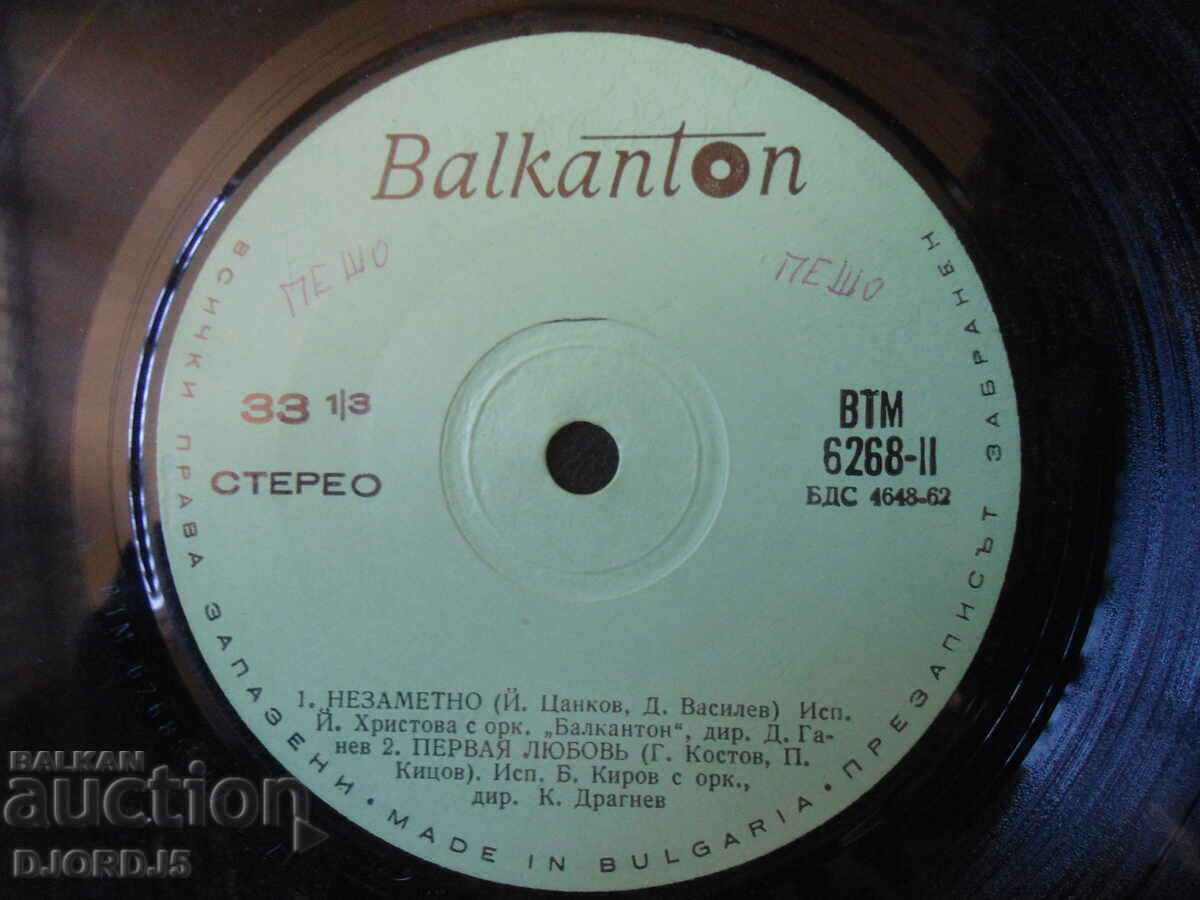 Balkanton
ПЕШО
ПЕШО
33 1/3
СТЕРЕО
ВТМ
6268-II
БДС 4648-62
1. НЕЗАМЕТНО (Й. Цанков, Д. Василев) Исп.
Й. Христова с орк. „Балкантон“, дир. Д. Га-
нев 2. ПЕРВАЯ ЛЮБОВЬ (Г. Костов, П.
Кицов). Исп. Б. Киров с орк.,
дир. К. Драгнев
ВСИЧКИ ПРАВА ЗАПАЗЕНИ • MADE IN BULGARIA • ПРЕЗАПИСЪТ ЗАБРАНЕН
BALKAN
auction
DJORDJ5